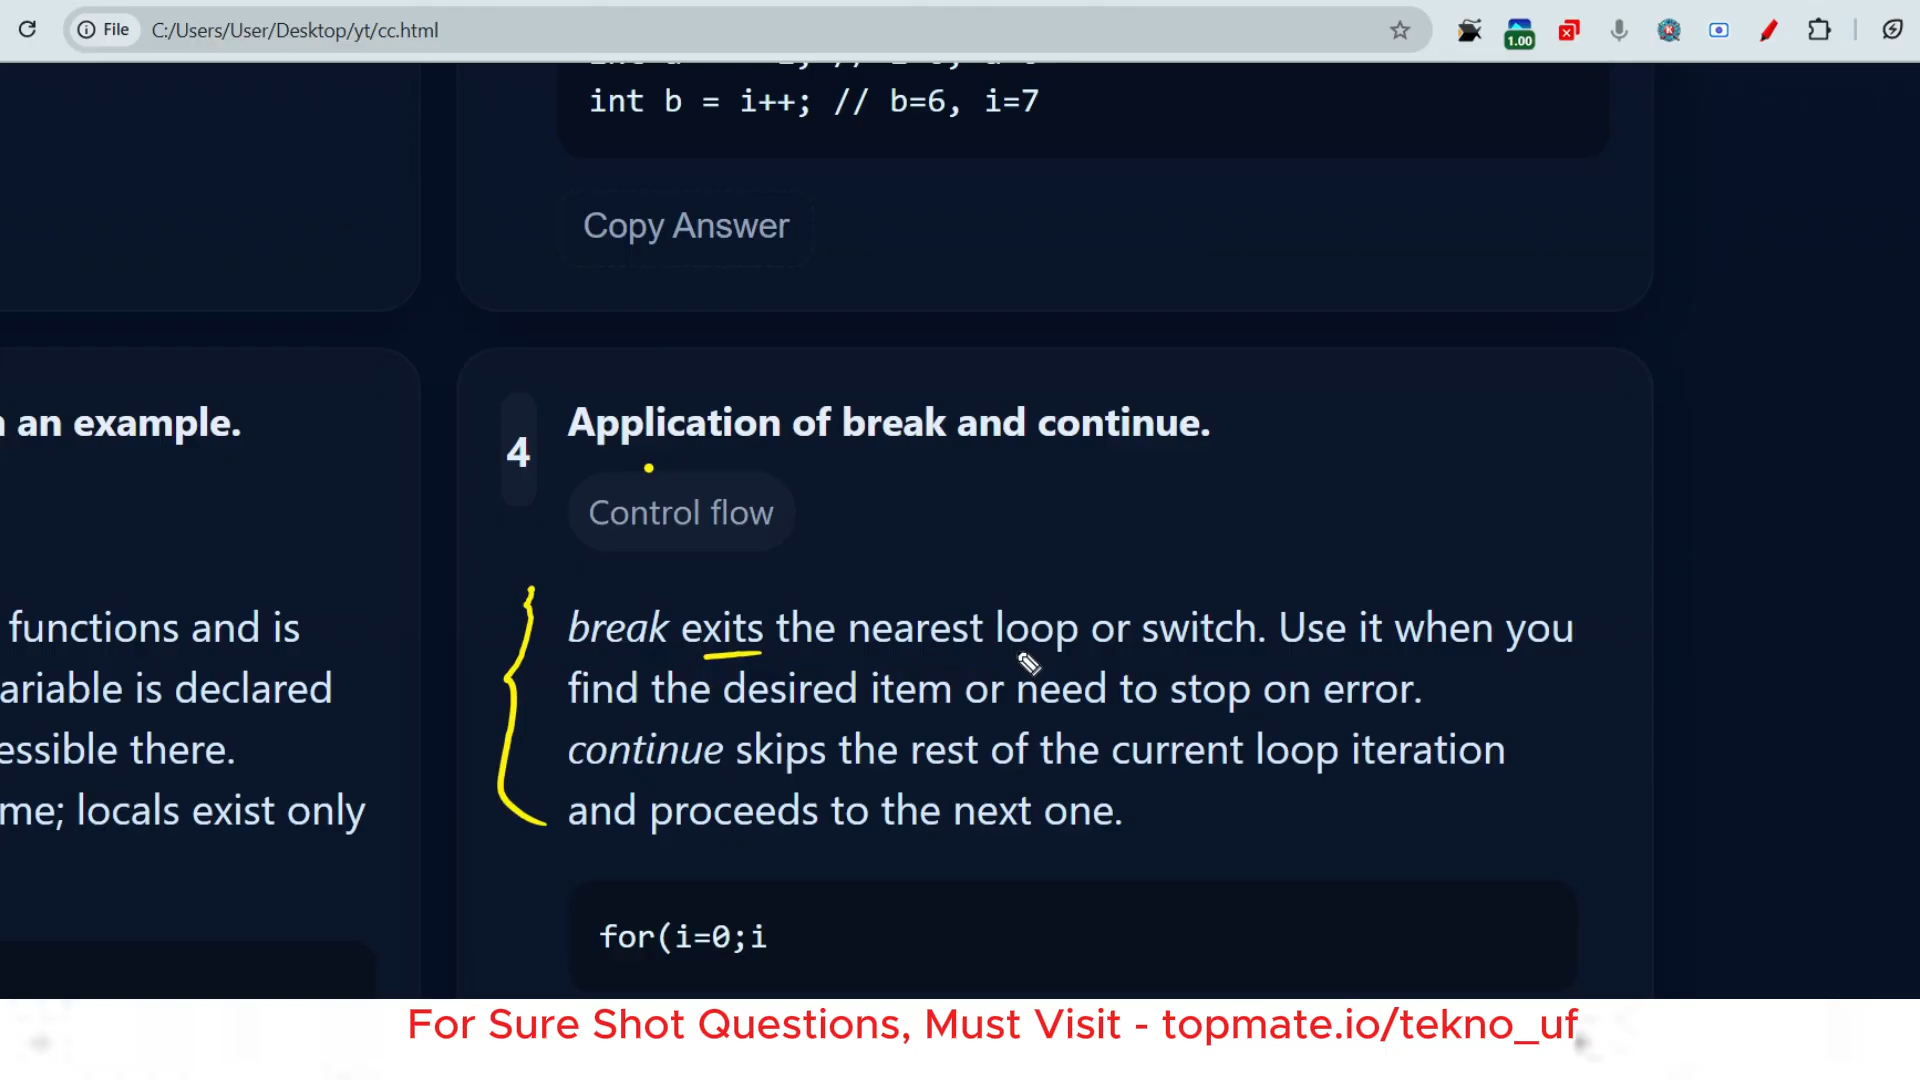 File C:/Users/User/Desktop/yt/cc.html
1.00
int b = i++; // b=6, i=7
Copy Answer
an example.
functions and is
ariable is declared
essible there.
me; locals exist only
4
Application of break and continue.
Control flow
break exits the nearest loop or switch. Use it when you
find the desired item or need to stop on error.
continue skips the rest of the current loop iteration
and proceeds to the next one.
for(i=0;i
For Sure Shot Questions, Must Visit - topmate.io/tekno_uf